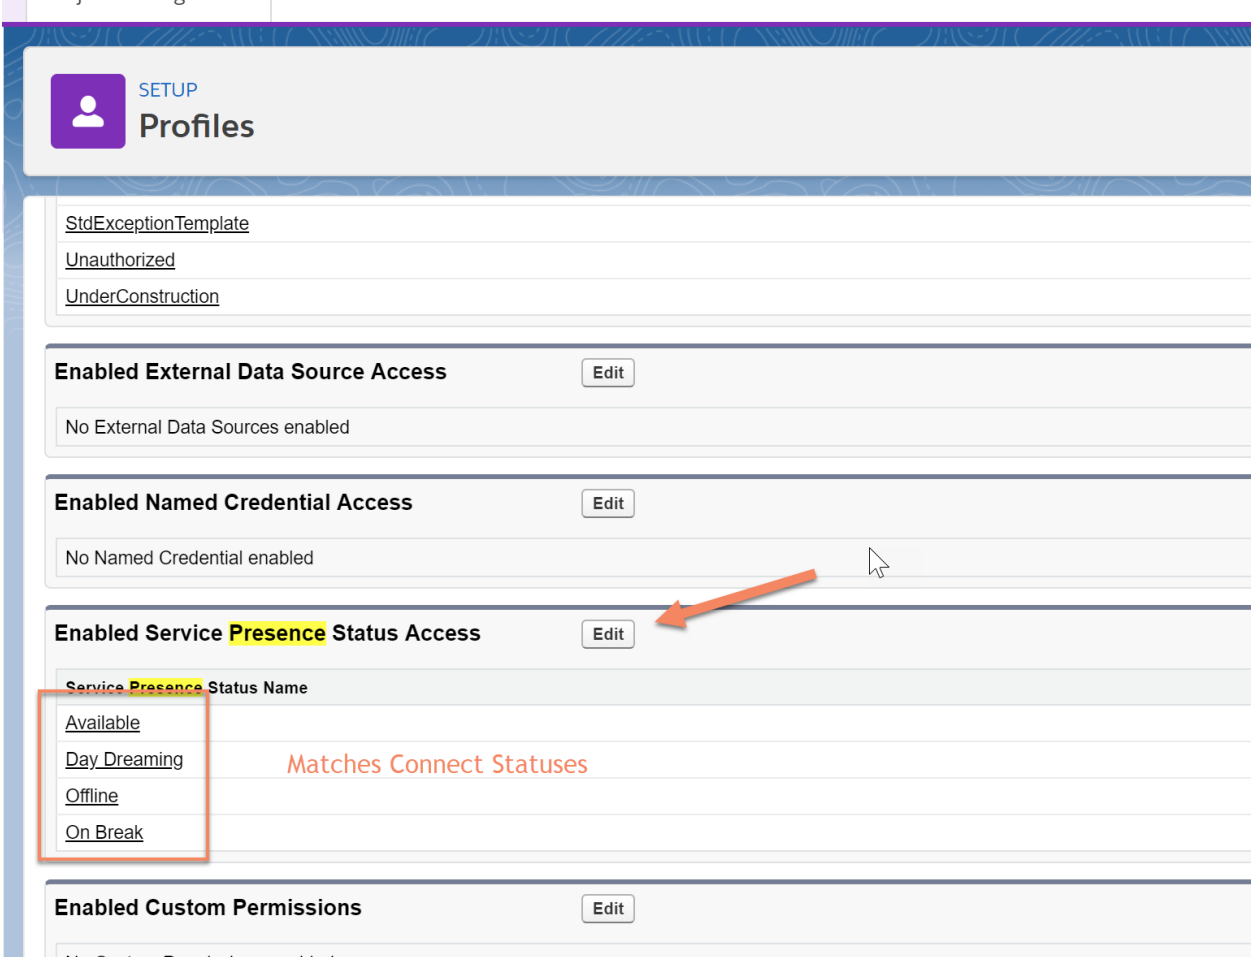 SETUP
Profiles
StdExceptionTemplate
Unauthorized
UnderConstruction
Enabled External Data Source Access Edit
No External Data Sources enabled
Enabled Named Credential Access Edit
No Named Credential enabled
Enabled Service Presence Status Access Edit
Service Presence Status Name
Available
Day Dreaming
Matches Connect Statuses
Offline
On Break
Enabled Custom Permissions Edit